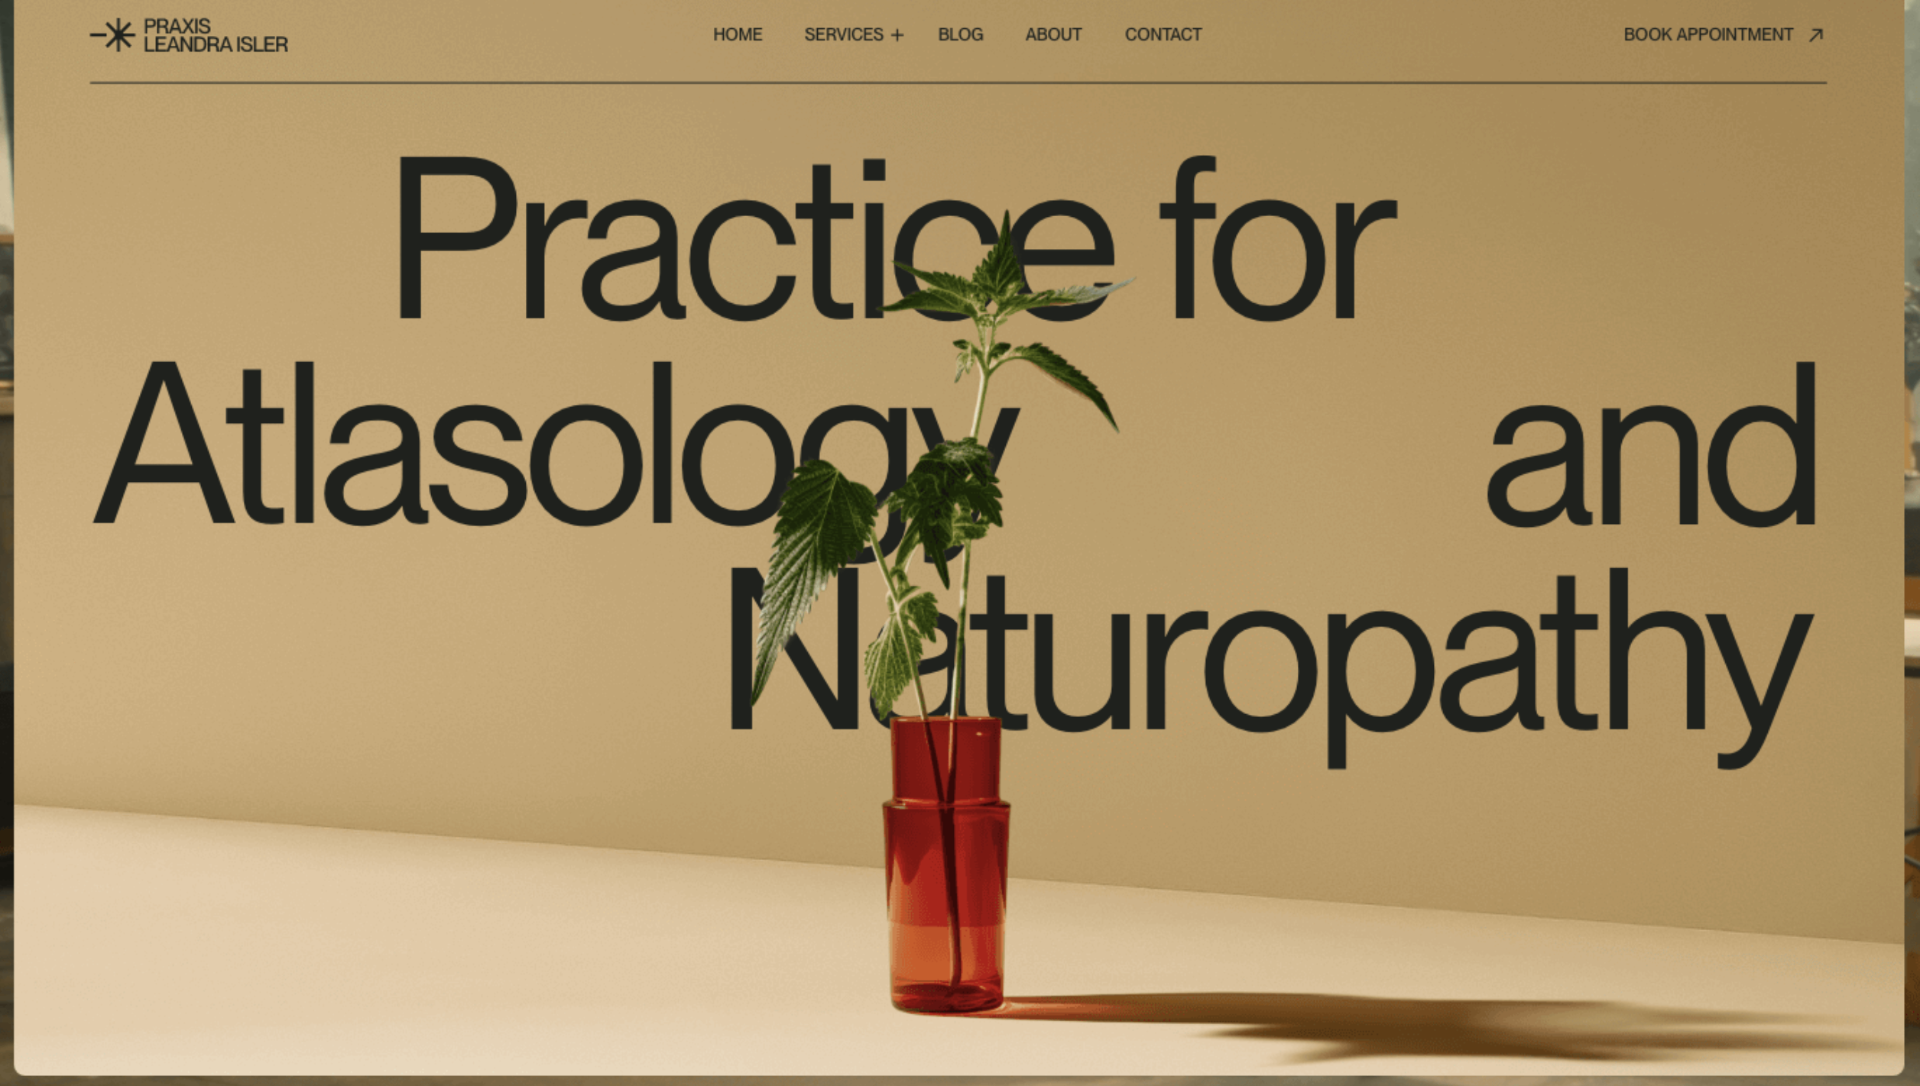 PRAXIS
LEANDRA ISLER
HOME SERVICES + BLOG ABOUT CONTACT
BOOK APPOINTMENT
Practice for
Atlasology and
Naturopathy